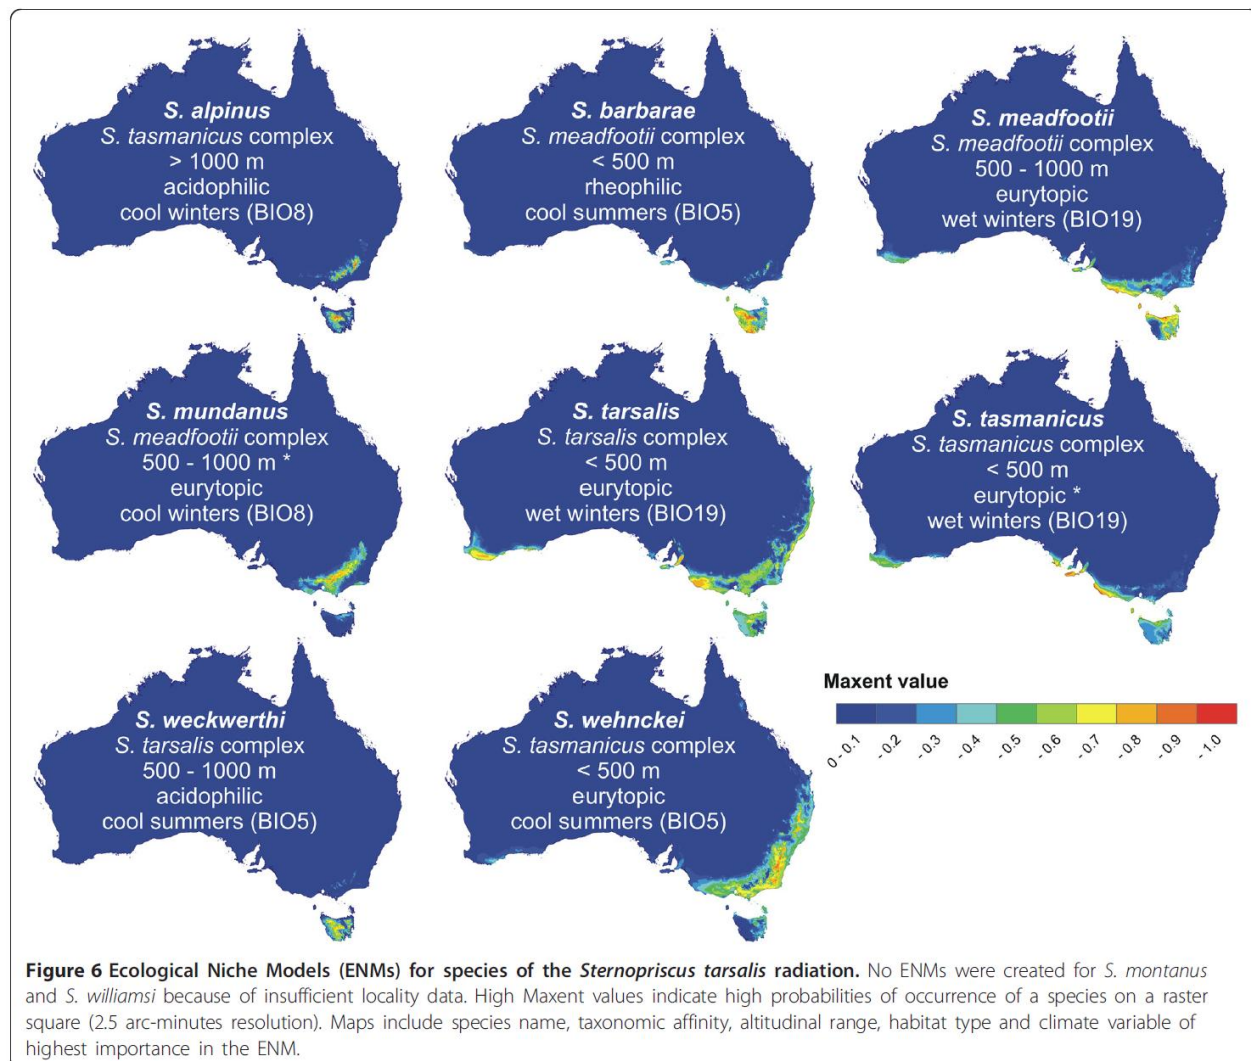 S. alpinus
S. tasmanicus complex
> 1000 m
acidophilic
cool winters (BIO8)
S. barbarae
S. meadfootii complex
< 500 m
rheophilic
cool summers (BIO5)
S. meadfootii
S. meadfootii complex
500 - 1000 m
eurytopic
wet winters (BIO19)
S. mundanus
S. meadfootii complex
500 - 1000 m *
eurytopic
cool winters (BIO8)
S. tarsalis
S. tarsalis complex
< 500 m
eurytopic
wet winters (BIO19)
S. tasmanicus
S. tasmanicus complex
< 500 m
eurytopic *
wet winters (BIO19)
S. weckwerthi
S. tarsalis complex
500 - 1000 m
acidophilic
cool summers (BIO5)
S. wehnckei
S. tasmanicus complex
< 500 m
eurytopic
cool summers (BIO5)
Maxent value
0 - 0.1
- 0.2
- 0.3
- 0.4
- 0.5
- 0.6
- 0.7
- 0.8
- 0.9
- 1.0
Figure 6 Ecological Niche Models (ENMs) for species of the Sternopriscus tarsalis radiation. No ENMs were created for S. montanus
and S. williamsi because of insufficient locality data. High Maxent values indicate high probabilities of occurrence of a species on a raster
square (2.5 arc-minutes resolution). Maps include species name, taxonomic affinity, altitudinal range, habitat type and climate variable of
highest importance in the ENM.